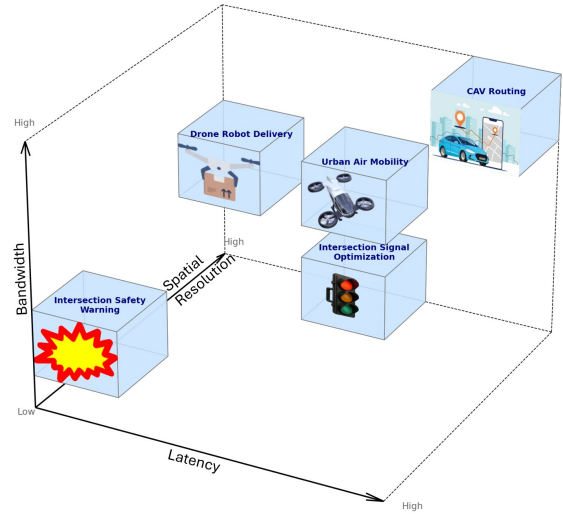 CAV Routing
High
Drone Robot Delivery
Urban Air Mobility
High
Intersection Signal
Optimization
Bandwidth
Spatial
Resolution
Intersection Safety
Warning
Low
Latency
High